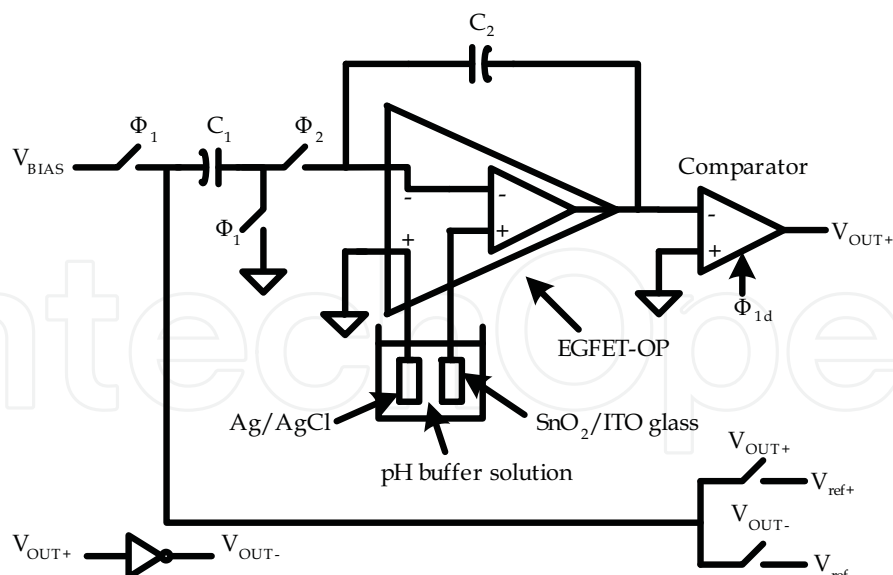 C2
Φ1
C1
Φ2
VBIAS
Comparator
-
-
-
+
+
+
Φ1
VOUT+
Φ1d
EGFET-OP
Ag/AgCl
SnO2/ITO glass
pH buffer solution
VOUT+
Vref+
VOUT-
VOUT+
VOUT-
Vref